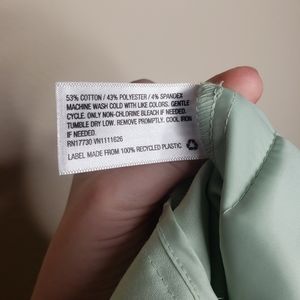 53% COTTON / 43% POLYESTER / 4% SPANDEX
MACHINE WASH COLD WITH LIKE COLORS. GENTLE
CYCLE. ONLY NON-CHLORINE BLEACH IF NEEDED.
TUMBLE DRY LOW. REMOVE PROMPTLY. COOL IRON
IF NEEDED.
RN17730 VN1111626
LABEL MADE FROM 100% RECYCLED PLASTIC